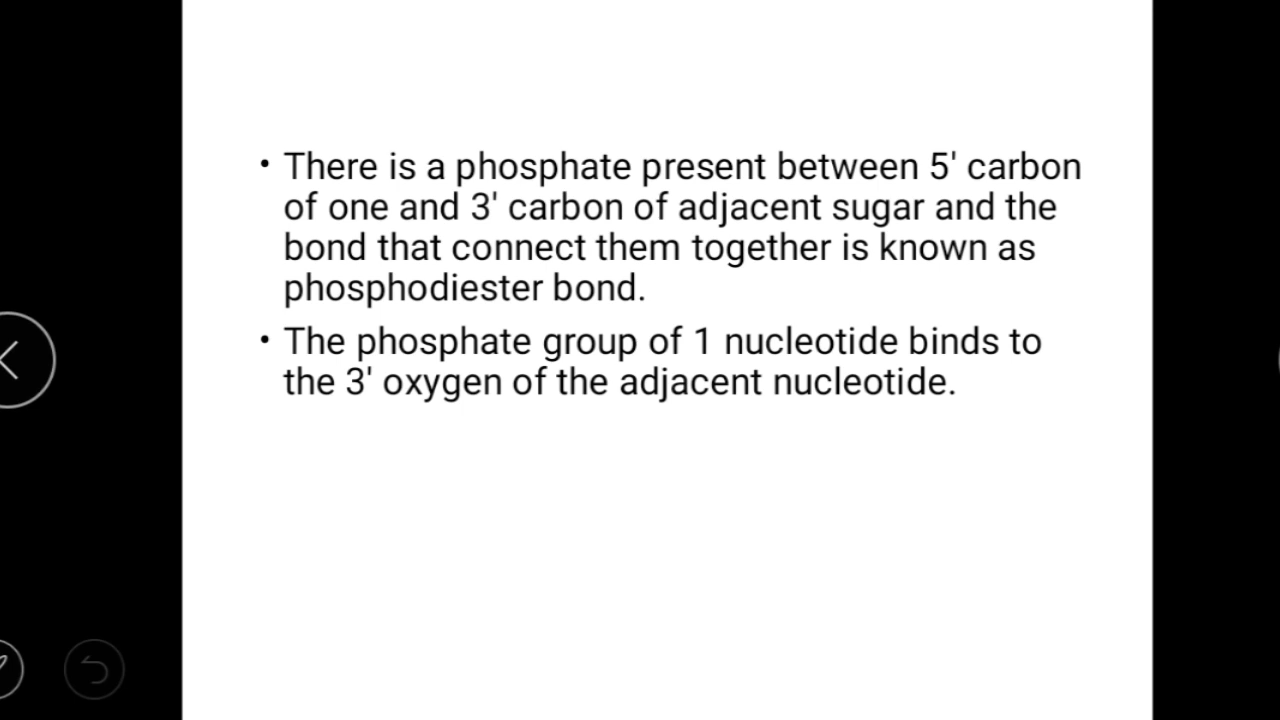 • There is a phosphate present between 5' carbon
of one and 3' carbon of adjacent sugar and the
bond that connect them together is known as
phosphodiester bond.
• The phosphate group of 1 nucleotide binds to
the 3' oxygen of the adjacent nucleotide.